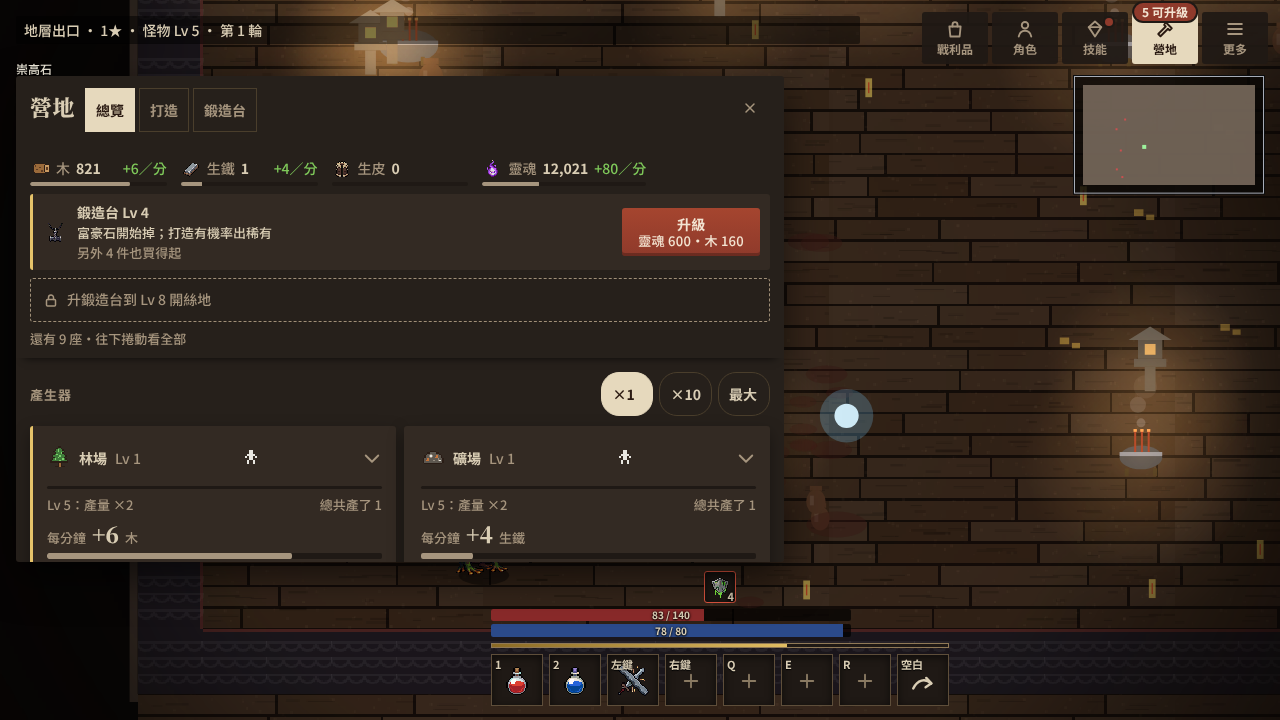 地層出口 · 1★ · 怪物 Lv 5 · 第 1 輪
5 可升級
戰利品
角色
技能
營地
更多
崇高石
營地
總覽
打造
鍛造台
×
木 821 +6／分
生鐵 1 +4／分
生皮 0
靈魂 12,021 +80／分
鍛造台 Lv 4
富豪石開始掉；打造有機率出稀有
另外 4 件也買得起
升級
靈魂 600 · 木 160
升鍛造台到 Lv 8 開絲地
還有 9 座 · 往下捲動看全部
產生器
×1
×10
最大
林場 Lv 1
Lv 5：產量 ×2 總共產了 1
每分鐘 +6 木
礦場 Lv 1
Lv 5：產量 ×2 總共產了 1
每分鐘 +4 生鐵
4
83 / 140
78 / 80
1
2
左鍵
右鍵
Q
E
R
空白